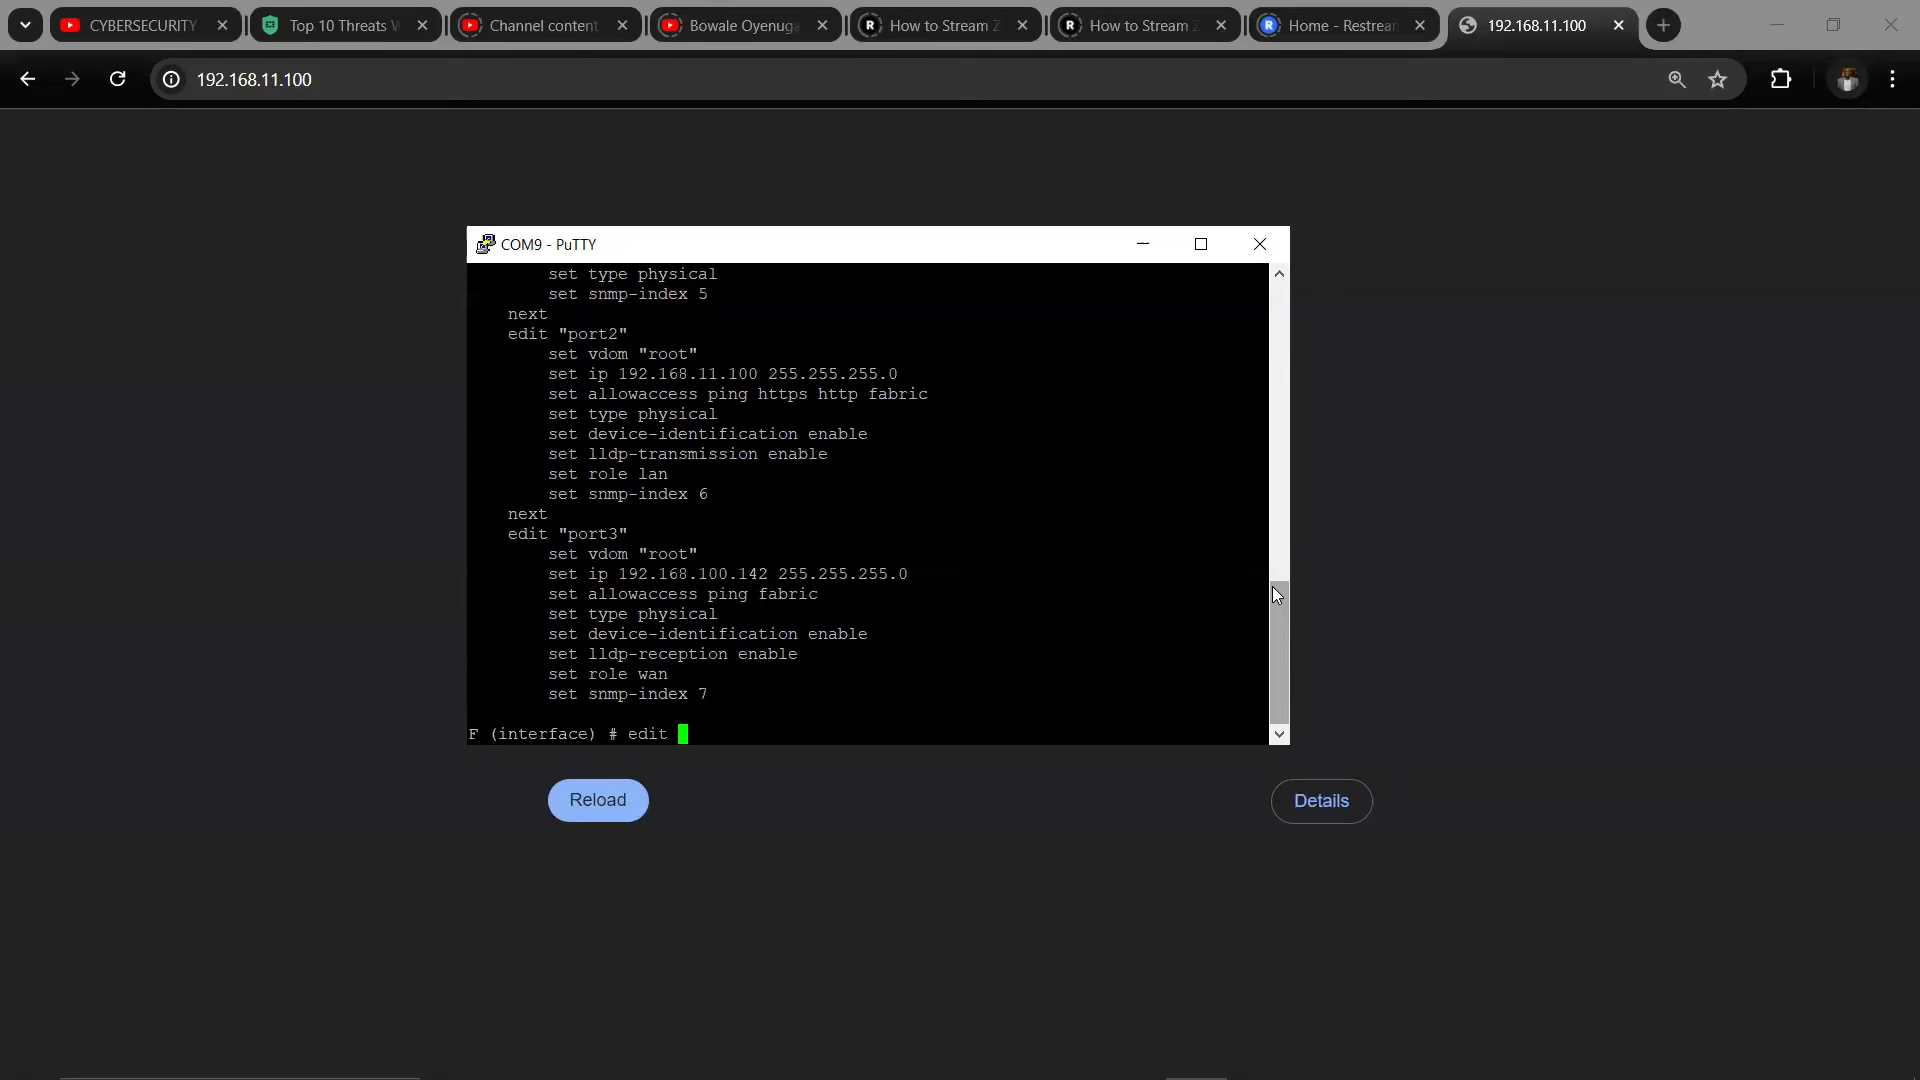 CYBERSECURITY
Top 10 Threats
Channel content
Bowale Oyenuga
How to Stream Z
How to Stream Z
Home - Restream
192.168.11.100
192.168.11.100
COM9 - PuTTY
set type physical
set snmp-index 5
next
edit "port2"
set vdom "root"
set ip 192.168.11.100 255.255.255.0
set allowaccess ping https http fabric
set type physical
set device-identification enable
set lldp-transmission enable
set role lan
set snmp-index 6
next
edit "port3"
set vdom "root"
set ip 192.168.100.142 255.255.255.0
set allowaccess ping fabric
set type physical
set device-identification enable
set lldp-reception enable
set role wan
set snmp-index 7
F (interface) # edit
Reload
Details